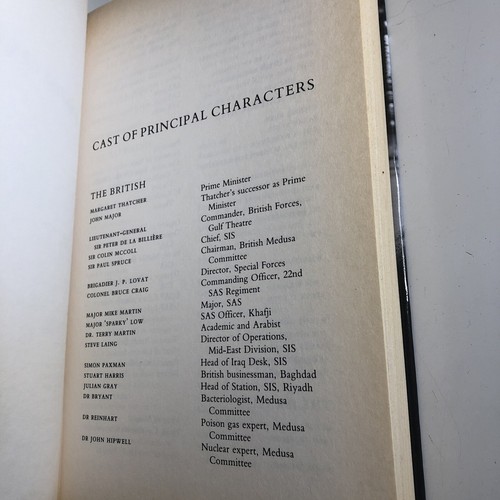 CAST OF PRINCIPAL CHARACTERS
THE BRITISH
MARGARET THATCHER Prime Minister
JOHN MAJOR Thatcher's successor as Prime
Minister
LIEUTENANT-GENERAL Commander, British Forces,
SIR PETER DE LA BILLIÈRE Gulf Theatre
SIR COLIN MCCOLL Chief, SIS
SIR PAUL SPRUCE Chairman, British Medusa
Committee
BRIGADIER J. P. LOVAT Director, Special Forces
COLONEL BRUCE CRAIG Commanding Officer, 22nd
SAS Regiment
MAJOR MIKE MARTIN Major, SAS
MAJOR 'SPARKY' LOW SAS Officer, Khafji
DR. TERRY MARTIN Academic and Arabist
STEVE LAING Director of Operations,
Mid-East Division, SIS
SIMON PAXMAN Head of Iraq Desk, SIS
STUART HARRIS British businessman, Baghdad
JULIAN GRAY Head of Station, SIS, Riyadh
DR BRYANT Bacteriologist, Medusa
Committee
DR REINHART Poison gas expert, Medusa
Committee
DR JOHN HIPWELL Nuclear expert, Medusa
Committee